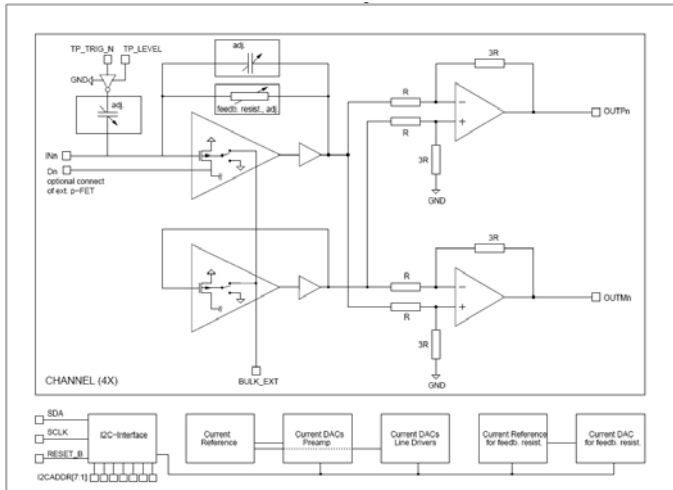 TP_TRIG_N TP_LEVEL
GND
adj.
adj.
feedb. resist., adj.
INn
Dn
optional connect
of ext. p-FET
R
R
3R
3R
GND
OUTPn
R
R
3R
3R
GND
OUTMn
BULK_EXT
CHANNEL (4X)
SDA
SCLK
RESET_B
I2CADDR[7:1]
I2C-Interface
Current
Reference
Current DACs
Preamp
Current DACs
Line Drivers
Current Reference
for feedb. resist.
Current DAC
for feedb. resist.